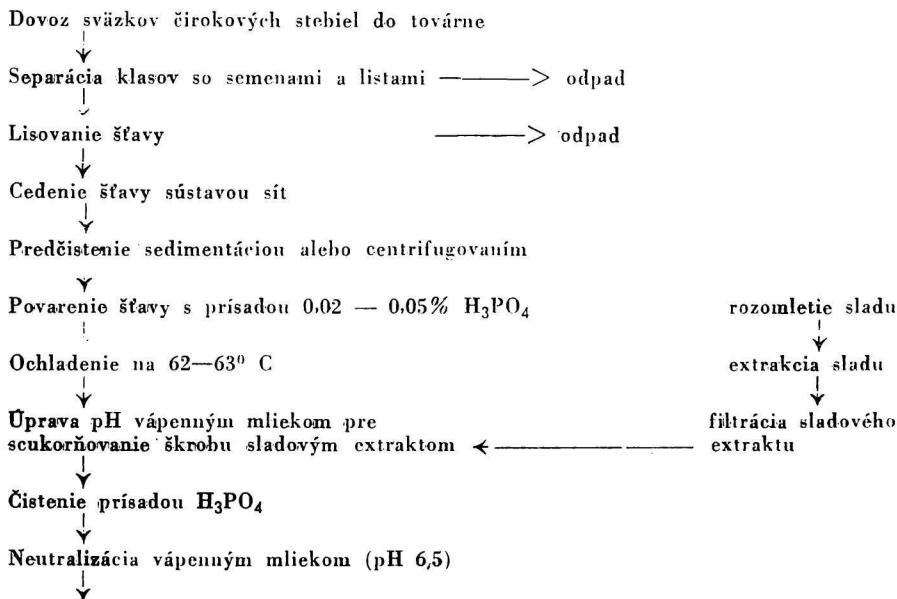 Dovoz sväzkov čirokových stebiel do továrne
Separácia klasov so semenami a listami ——> odpad
Lisovanie šťavy ——> odpad
Cedenie šťavy sústavou sít
Predčistenie sedimentáciou alebo centrifugovaním
Povarenie šťavy s prísadou 0,02 — 0,05% H₃PO₄
Ochladenie na 62—63⁰ C
Úprava pH vápenným mliekom pre
scukorňovanie škrobu sladovým extraktom
Čistenie prísadou H₃PO₄
Neutralizácia vápenným mliekom (pH 6,5)
rozomletie sladu
extrakcia sladu
filtrácia sladového
extraktu